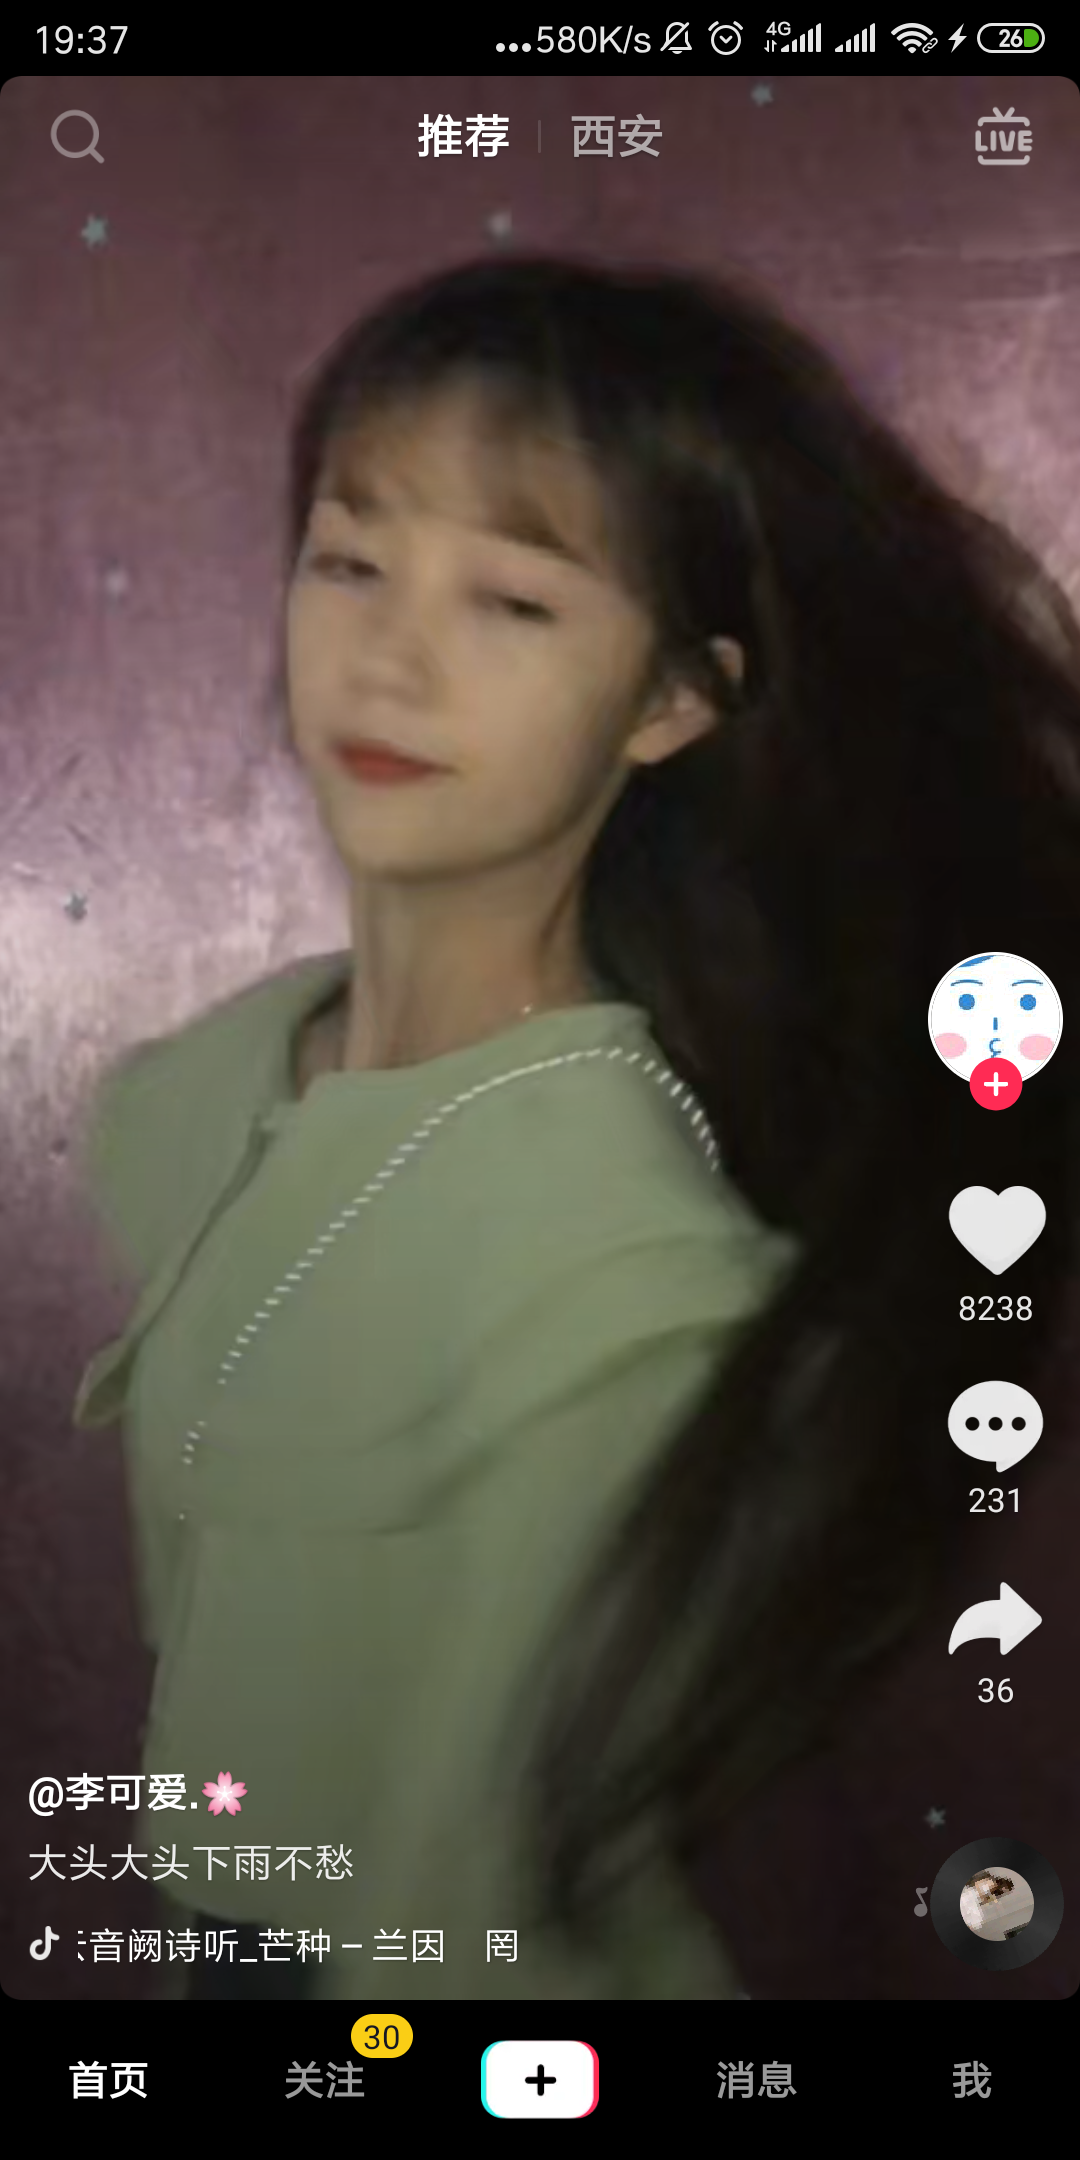 19:37
...580K/s
4G
26
推荐 西安
LIVE
8238
231
36
@李可爱.🌸
大头大头下雨不愁
音阙诗听_芒种 – 兰因
30
首页 关注 消息 我